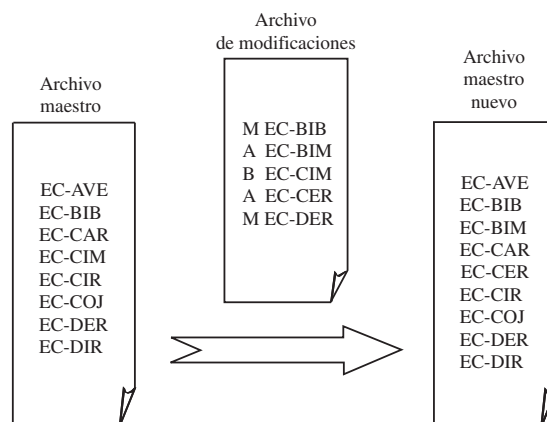 Archivo
maestro
EC-AVE
EC-BIB
EC-CAR
EC-CIM
EC-CIR
EC-COJ
EC-DER
EC-DIR
Archivo
de modificaciones
M EC-BIB
A EC-BIM
B EC-CIM
A EC-CER
M EC-DER
Archivo
maestro
nuevo
EC-AVE
EC-BIB
EC-BIM
EC-CAR
EC-CER
EC-CIR
EC-COJ
EC-DER
EC-DIR